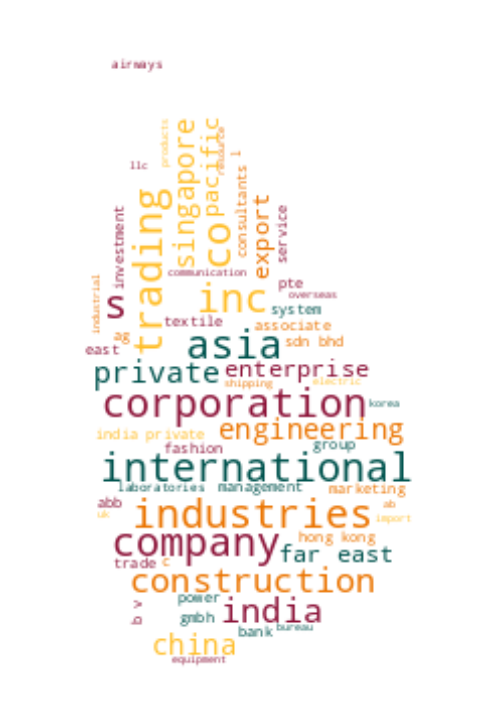 airways
products
singapore
pacific
resource
l
llc
consultants
trading
co
export
investment
service
communication
industrial
s
inc
pte
overseas
system
textile
associate
ag
asia
sdn bhd
east
private
enterprise
shipping
electric
corporation
korea
india private
engineering
fashion
group
international
laboratories
management
marketing
abb
industries
ab
uk
import
company
hong kong
far east
trade
c
construction
power
b v
gmbh
india
bank
bureau
china
equipment